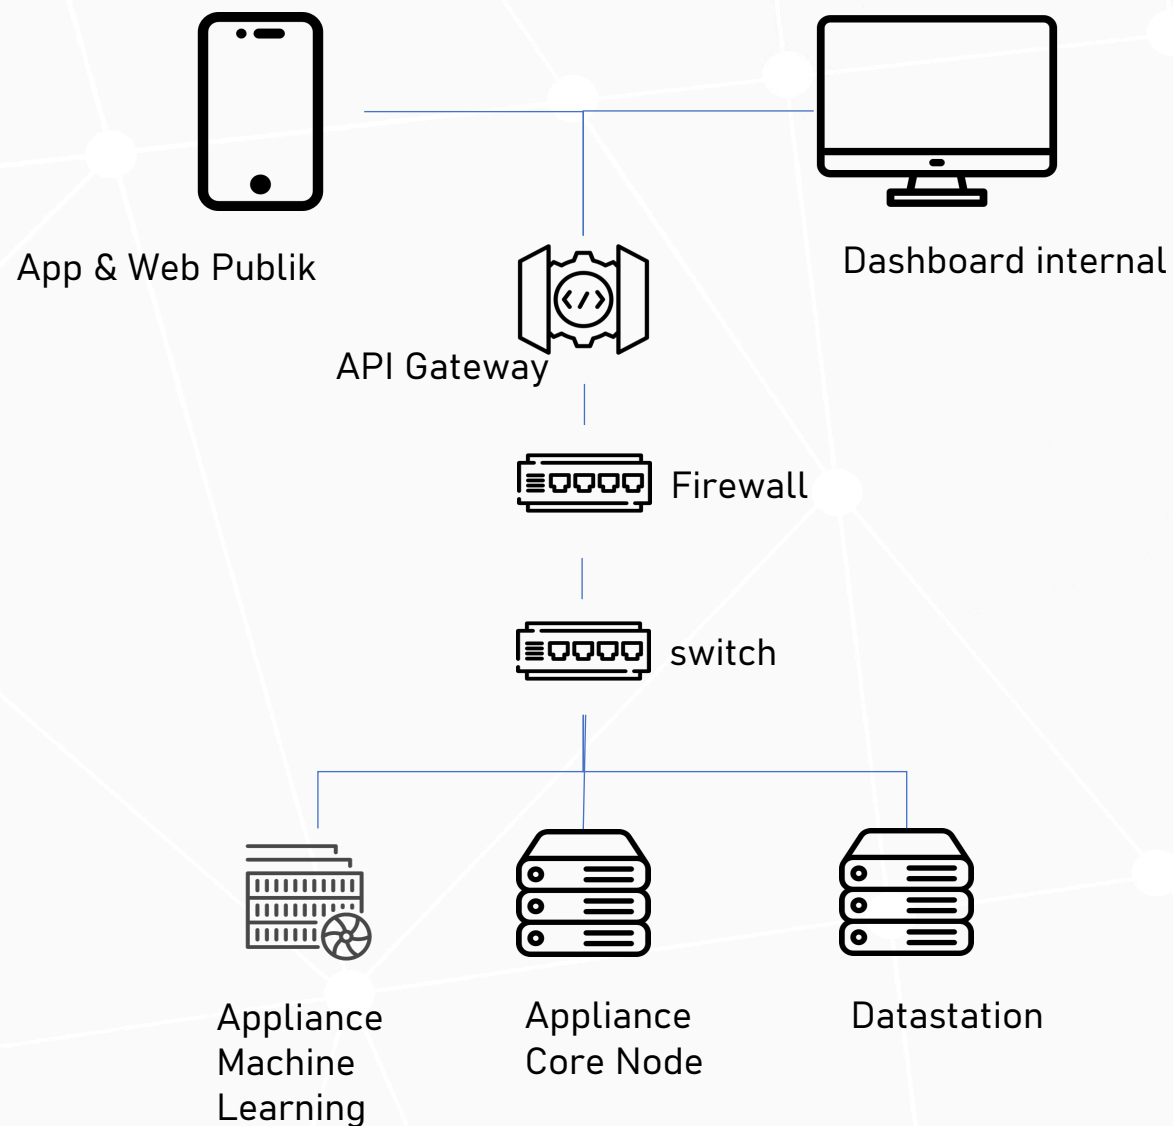 App & Web Publik
Dashboard internal
API Gateway
Firewall
switch
Appliance
Machine
Learning
Appliance
Core Node
Datastation